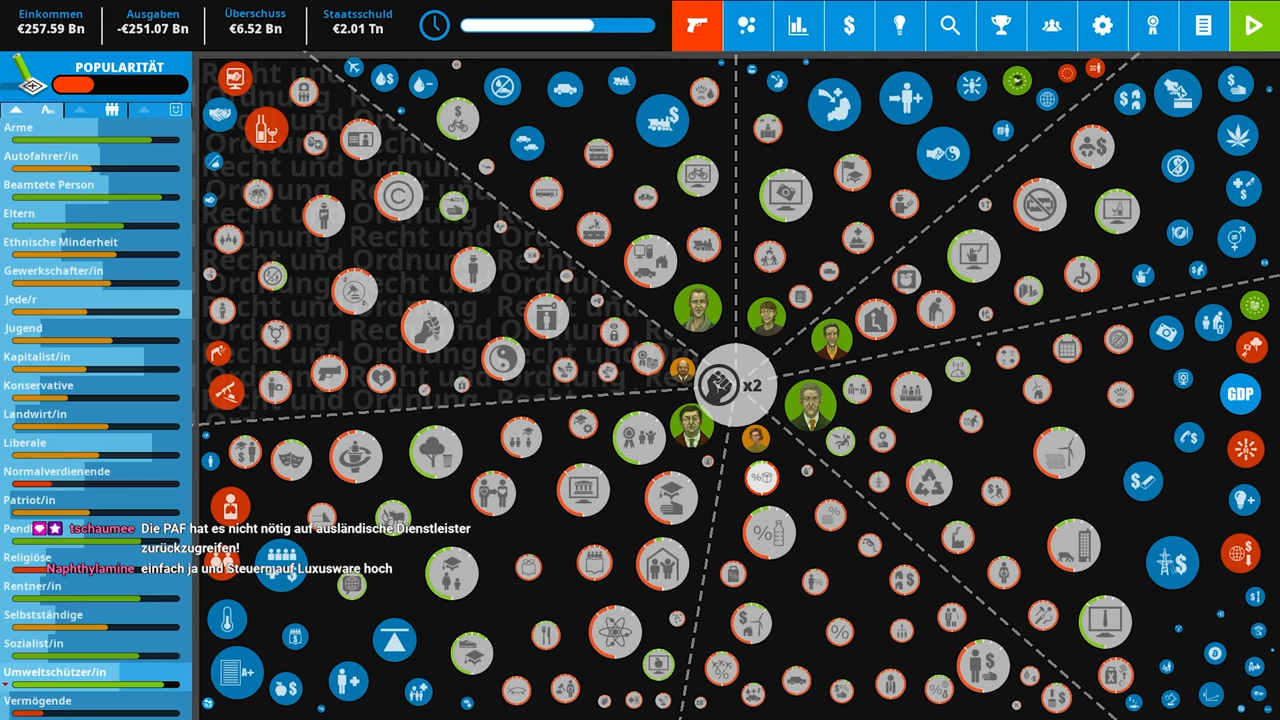 Einkommen
€257.59 Bn
Ausgaben
-€251.07 Bn
Überschuss
€6.52 Bn
Staatsschuld
€2.01 Tn
POPULARITÄT
Arme
Autofahrer/in
Beamtete Person
Eltern
Ethnische Minderheit
Gewerkschafter/in
Jede/r
Jugend
Kapitalist/in
Konservative
Landwirt/in
Liberale
Normalverdienende
Patriot/in
tschaumee Die PAF hat es nicht nötig auf ausländische Dienstleister
zurückzugreifen!
Religiöse
Naphthylamine einfach ja und Steuermauf Luxusware hoch
Rentner/in
Selbstständige
Sozialist/in
Umweltschützer/in
Vermögende
Recht und Ordnung
x2
GDP
A+